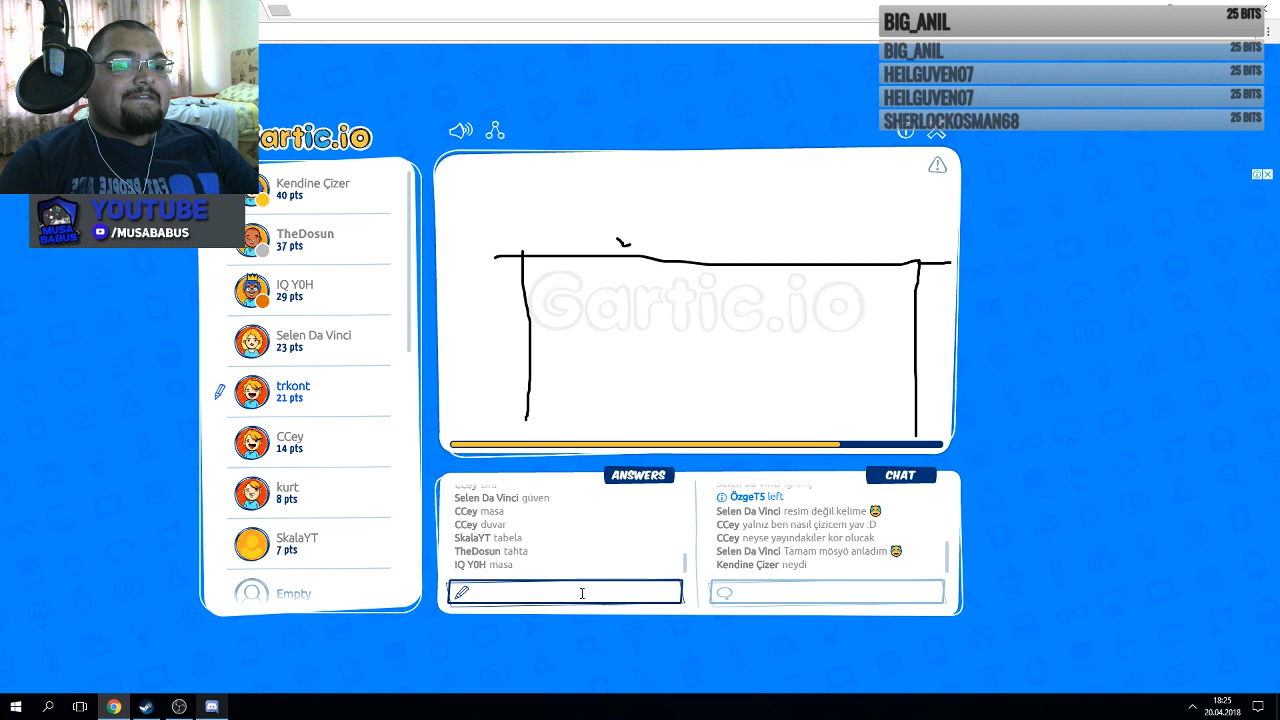 BIG_ANIL 25 BITS
BIG_ANIL 25 BITS
HEILGUVEN07 25 BITS
HEILGUVEN07 25 BITS
SHERLOCKOSMAN68 25 BITS
artic.io
YOUTUBE
/MUSABABUS
MUSA
BABUS
Kendine Çizer
40 pts
TheDosun
37 pts
IQ Y0H
29 pts
Selen Da Vinci
23 pts
trkont
21 pts
CCey
14 pts
kurt
8 pts
SkalaYT
7 pts
Empty
Gartic.io
ANSWERS
Selen Da Vinci güven
CCey masa
CCey duvar
SkalaYT tabela
TheDosun tahta
IQ Y0H masa
CHAT
ÖzgeT5 left
Selen Da Vinci resim değil kelime
CCey yalnız ben nasıl çizicem yav :D
CCey neyse yayındakiler kör olucak
Selen Da Vinci Tamam mösyö anladım
Kendine Çizer neydi
18:25
20.04.2018